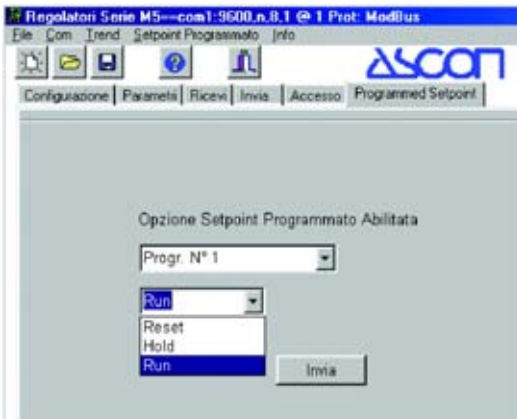 Regolatori Serie M5--com1:9600,n,8,1 @ 1 Prot: ModBus
File Com Trend Setpoint Programmato Info
ASCON
Configurazione Parametri Ricevi Invia Accesso Programmed Setpoint
Opzione Setpoint Programmato Abilitata
Progr. N° 1
Run
Reset
Hold
Run
Invia